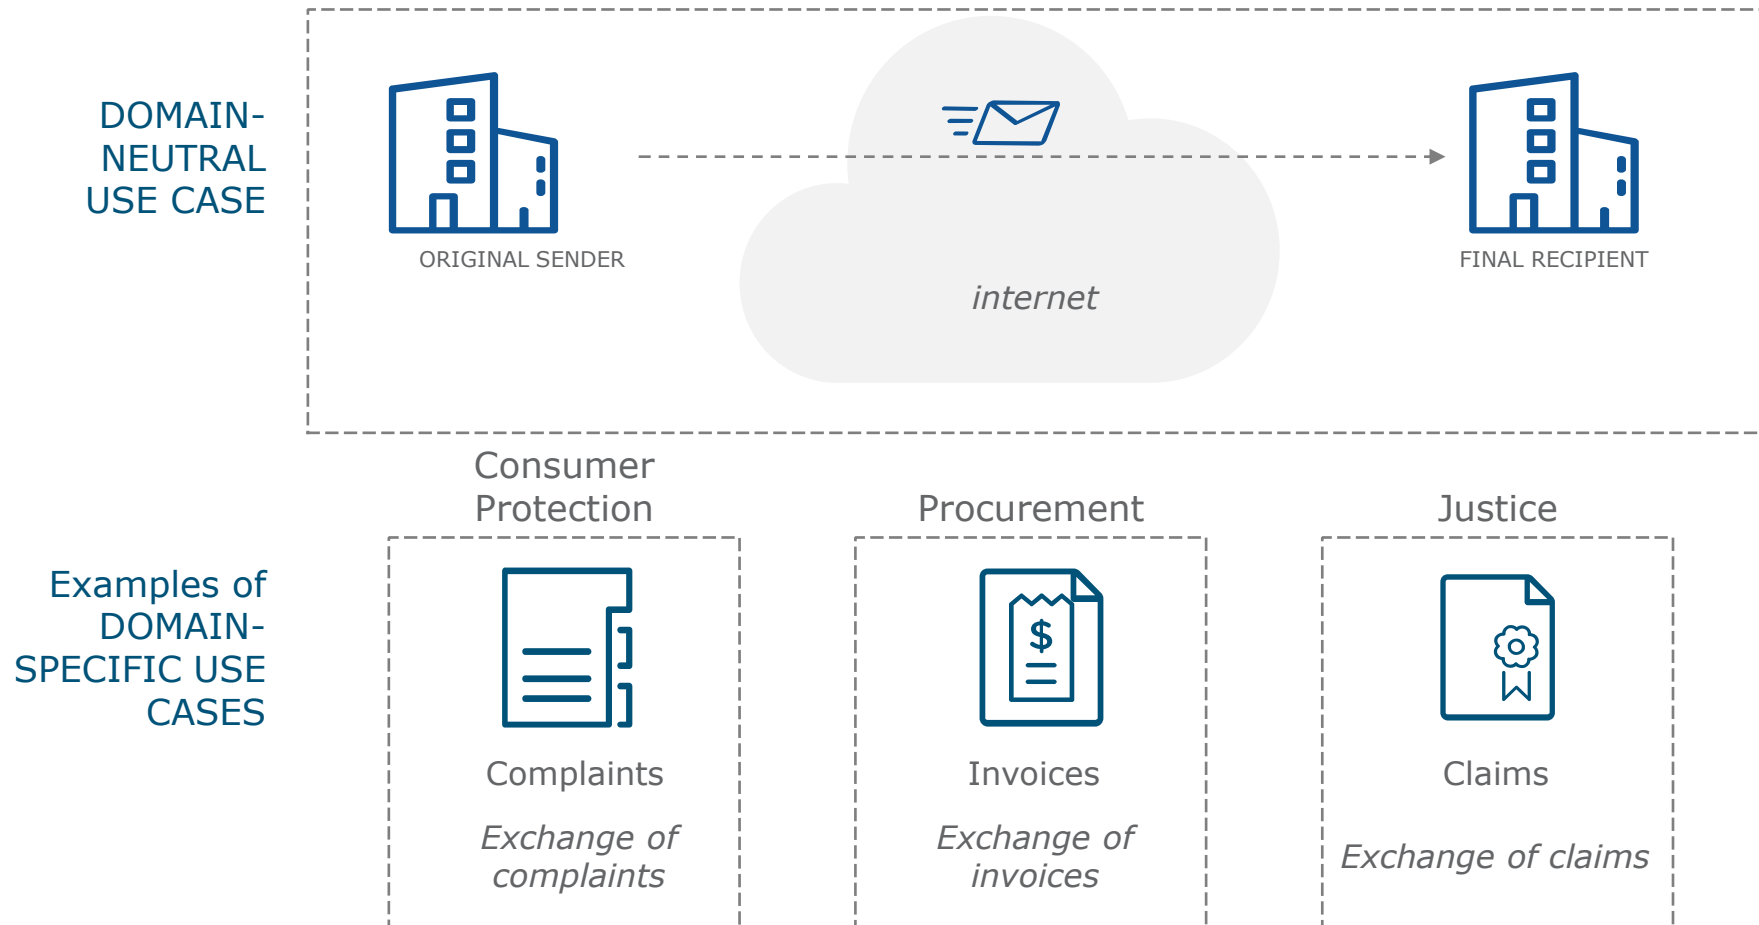 DOMAIN-
NEUTRAL
USE CASE
ORIGINAL SENDER
internet
FINAL RECIPIENT
Examples of
DOMAIN-
SPECIFIC USE
CASES
Consumer
Protection
$
Complaints
Exchange of
complaints
Procurement
Invoices
Exchange of
invoices
Justice
Claims
Exchange of claims